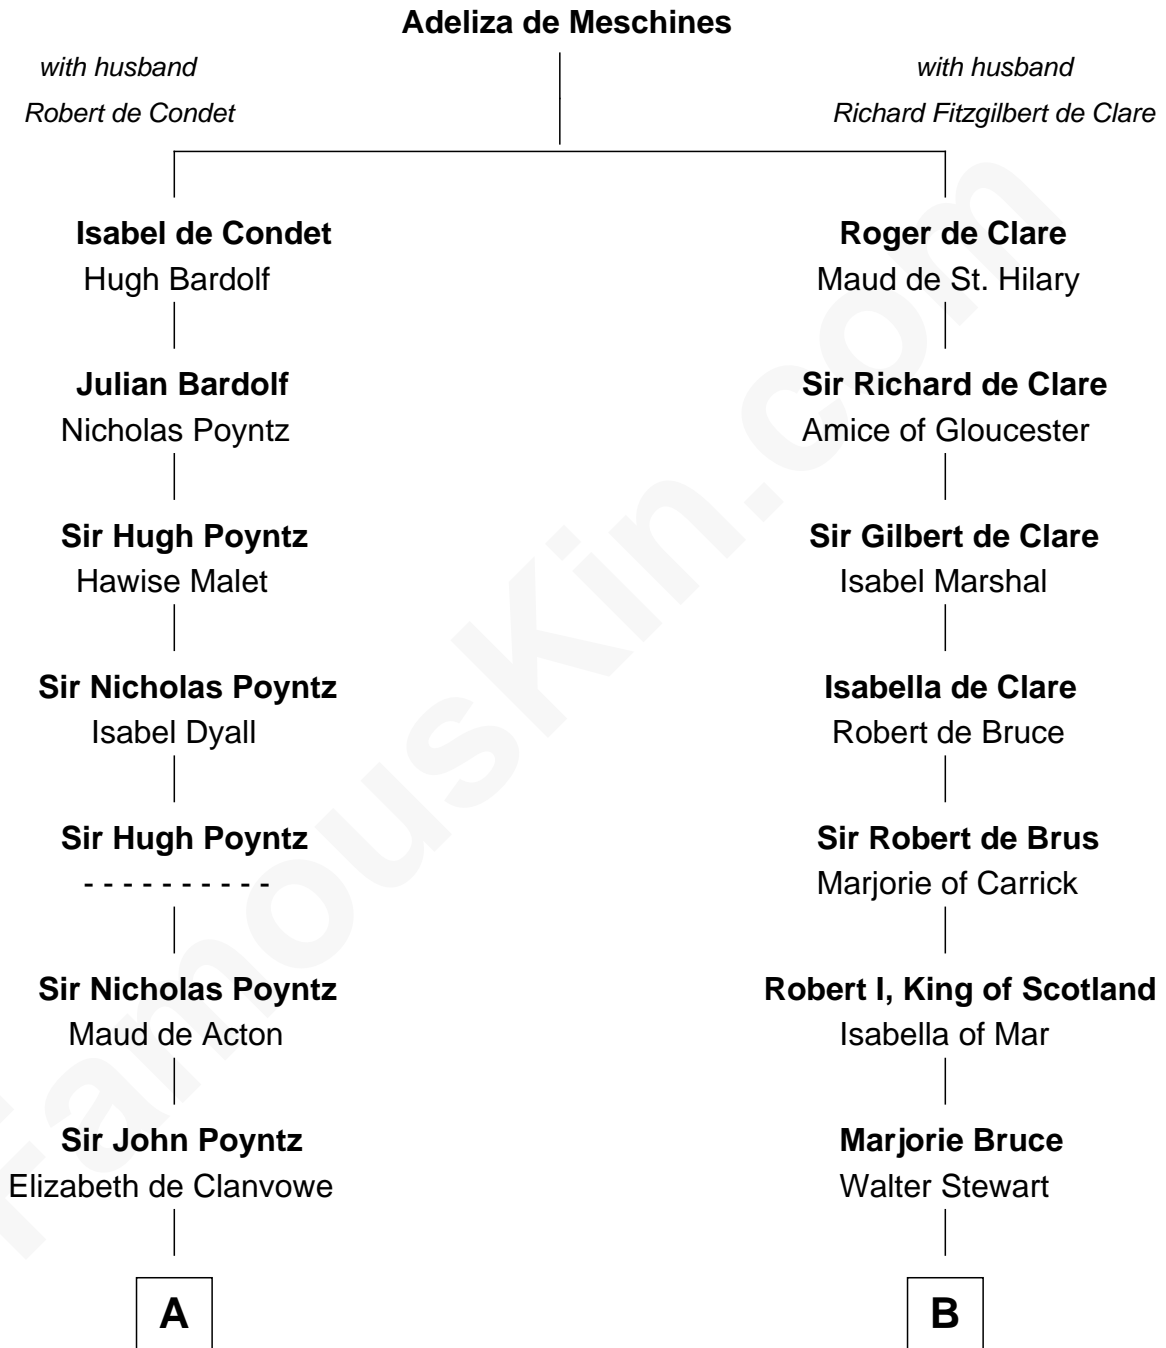 Adeliza de Meschines
with husband
Robert de Condet
with husband
Richard Fitzgilbert de Clare
Isabel de Condet
Hugh Bardolf
Roger de Clare
Maud de St. Hilary
Julian Bardolf
Nicholas Poyntz
Sir Richard de Clare
Amice of Gloucester
Sir Hugh Poyntz
Hawise Malet
Sir Gilbert de Clare
Isabel Marshal
Sir Nicholas Poyntz
Isabel Dyall
Isabella de Clare
Robert de Bruce
Sir Hugh Poyntz
- - - - - - - - - -
Sir Robert de Brus
Marjorie of Carrick
Sir Nicholas Poyntz
Maud de Acton
Robert I, King of Scotland
Isabella of Mar
Sir John Poyntz
Elizabeth de Clanvowe
Marjorie Bruce
Walter Stewart
A
B
FamousKin.com